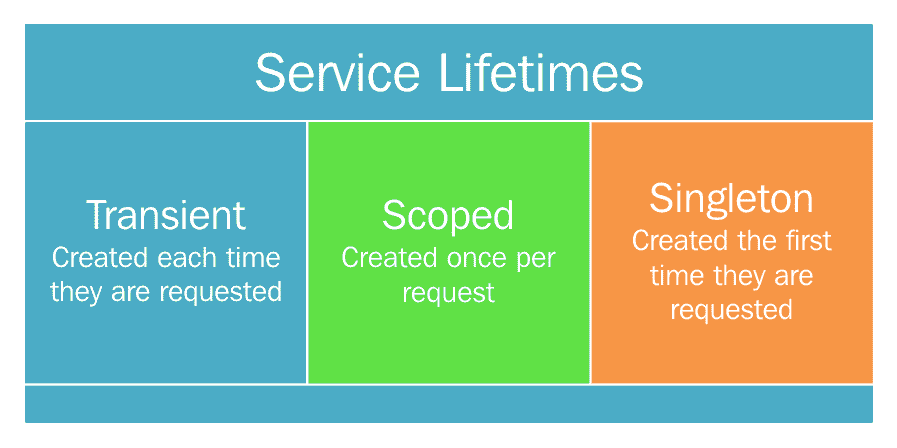 Service Lifetimes
Transient
Created each time
they are requested
Scoped
Created once per
request
Singleton
Created the first
time they are
requested